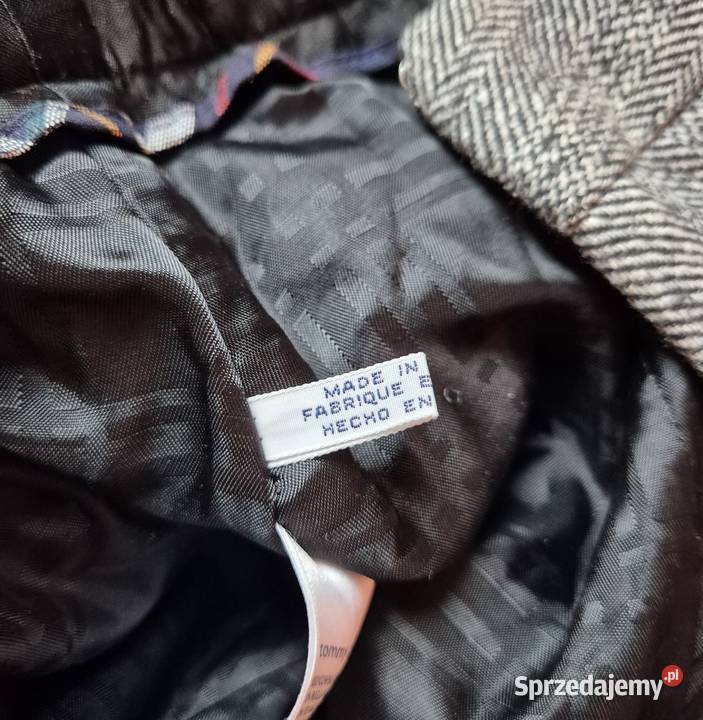 MADE IN
FABRIQUE E
HECHO EN
tommy
Sprzedajemy.pl